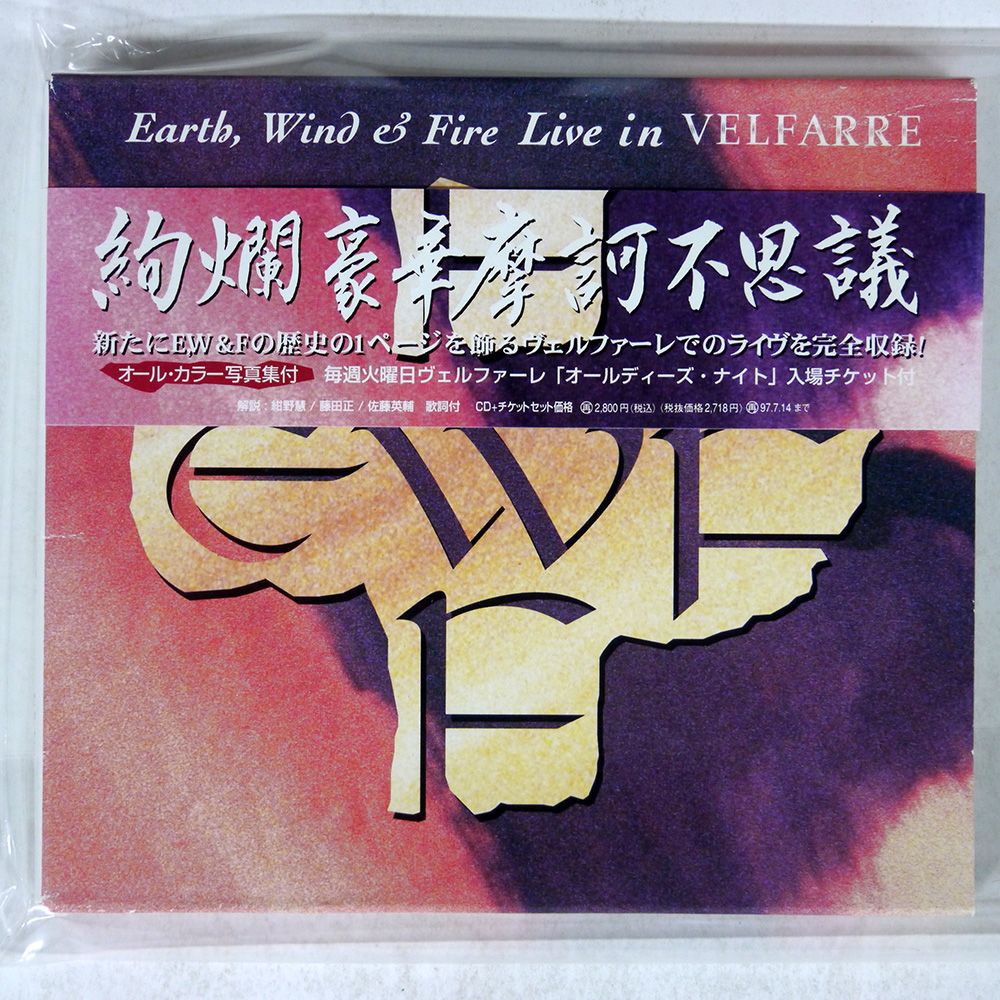 Earth, Wind & Fire Live in VELFARRE
絢爛豪華摩訶不思議
新たにEW&Fの歴史の1ページを飾るヴェルファーレでのライヴを完全収録!
オール・カラー写真集付 毎週火曜日ヴェルファーレ「オールディーズ・ナイト」入場チケット付
解説:紺野慧/藤田正/佐藤英輔 歌詞付 CD+チケットセット価格 再 2,800円(税込)(税抜価格2,718円) 再 97.7.14まで
eWF